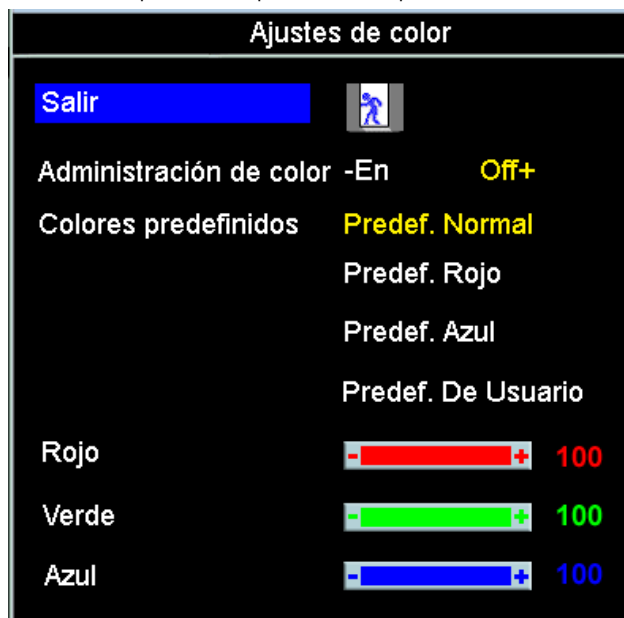 Ajustes de color
Salir
Administración de color -En Off+
Colores predefinidos Predef. Normal
Predef. Rojo
Predef. Azul
Predef. De Usuario
Rojo - + 100
Verde - + 100
Azul - + 100